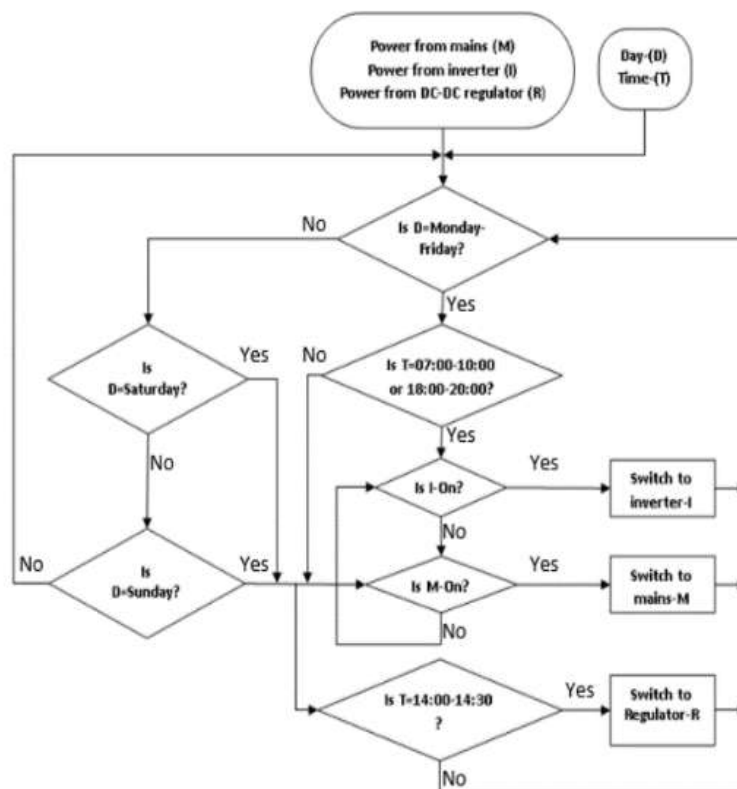 Power from mains (M)
Power from inverter (I)
Power from DC-DC regulator (R)
Day-(D)
Time-(T)
Is D=Monday-
Friday?
No
Yes
Is
D=Saturday?
Yes
No
Is T=07:00-10:00
or 18:00-20:00?
No
Yes
Is I-On?
Yes
Switch to
inverter-I
No
No
Is
D=Sunday?
Yes
Is M-On?
Yes
Switch to
mains-M
No
Is T=14:00-14:30
?
Yes
Switch to
Regulator-R
No